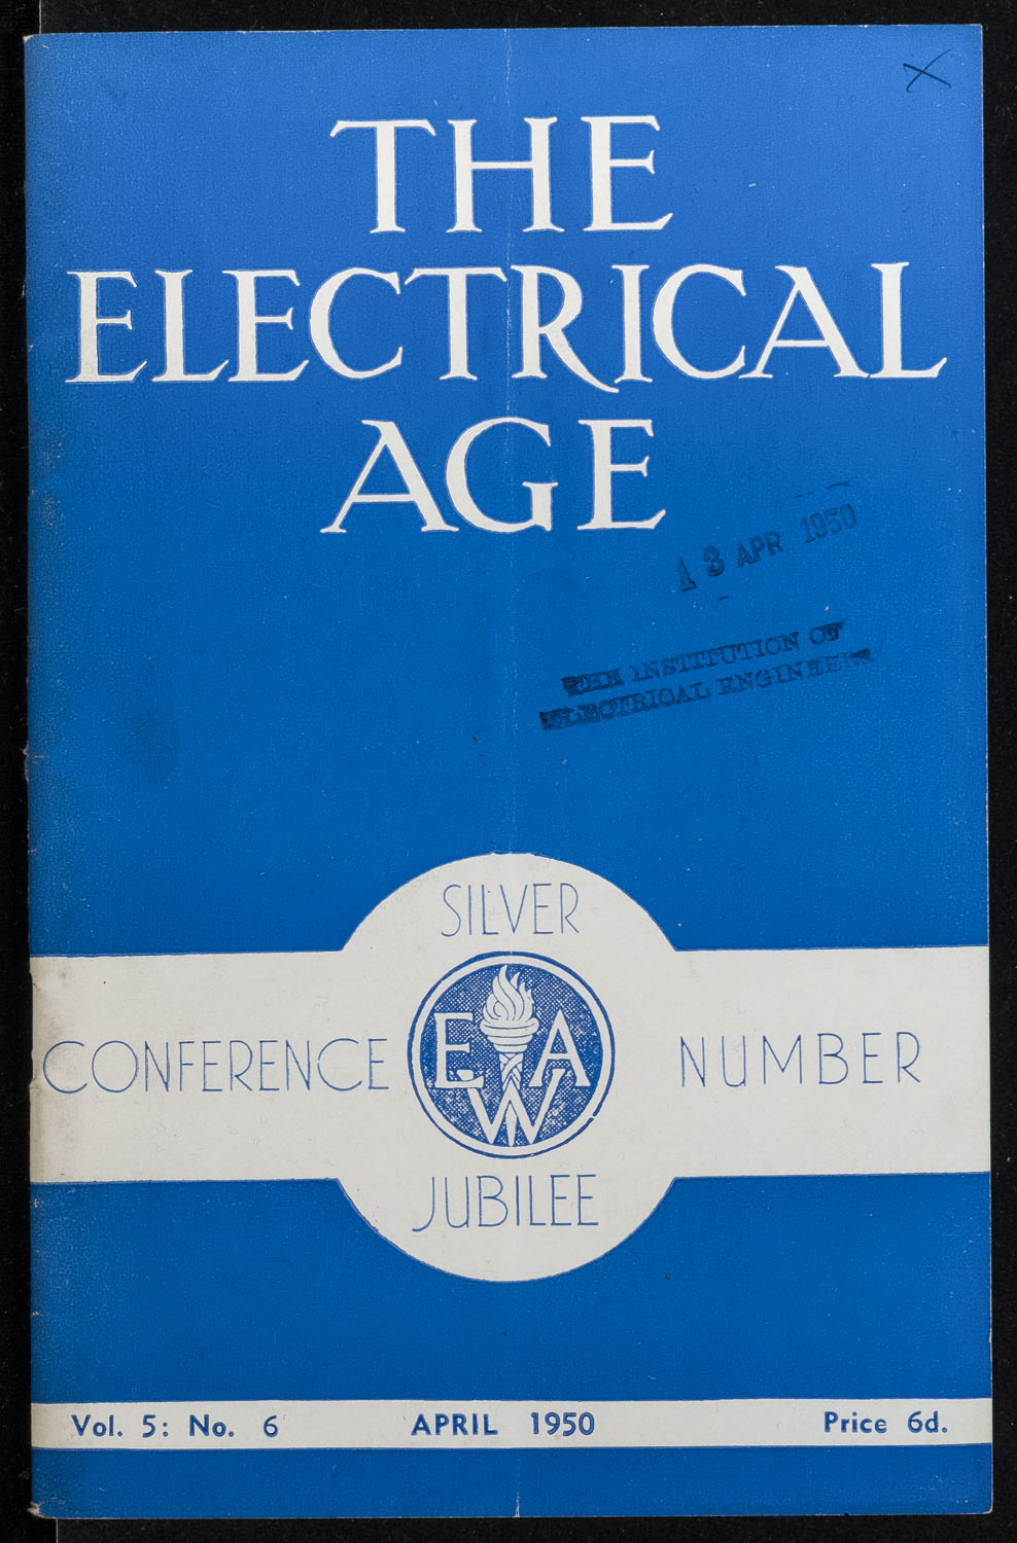 THE
ELECTRICAL
AGE
13 APR 1950
THE INSTITUTION OF
ELECTRICAL ENGINEERS
SILVER
CONFERENCE
E A
W
NUMBER
JUBILEE
Vol. 5: No. 6 APRIL 1950 Price 6d.